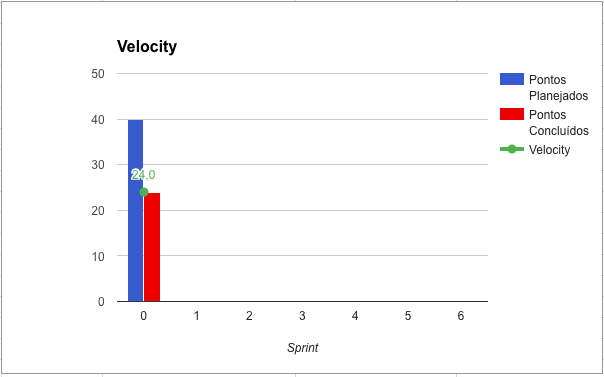 Velocity
50
40
30
20
10
0
24,0
0 1 2 3 4 5 6
Sprint
Pontos
Planejados
Pontos
Concluídos
Velocity